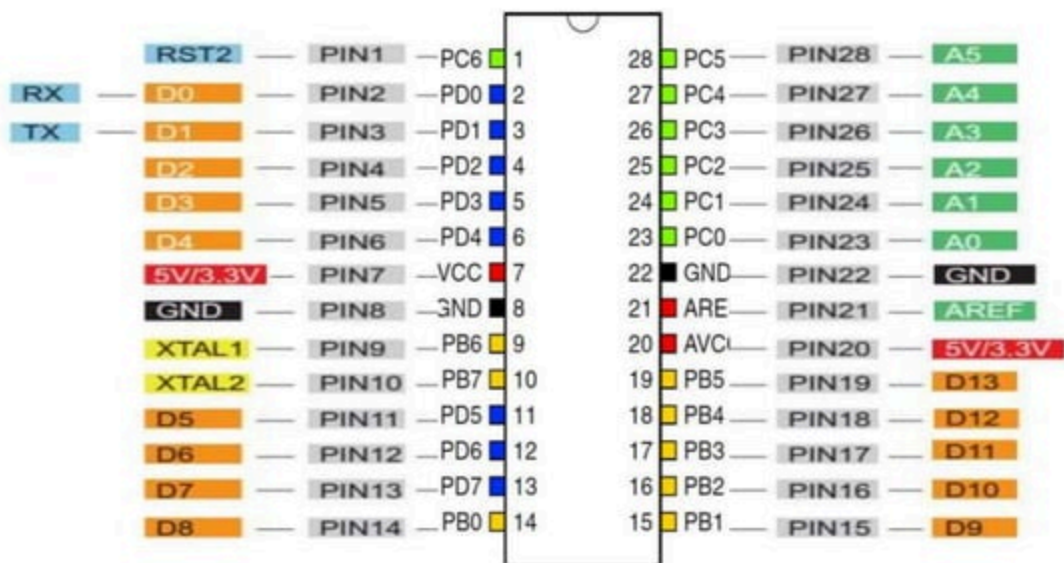 RST2 PIN1 PC6 1 28 PC5 PIN28 A5
RX D0 PIN2 PD0 2 27 PC4 PIN27 A4
TX D1 PIN3 PD1 3 26 PC3 PIN26 A3
D2 PIN4 PD2 4 25 PC2 PIN25 A2
D3 PIN5 PD3 5 24 PC1 PIN24 A1
D4 PIN6 PD4 6 23 PC0 PIN23 A0
5V/3.3V PIN7 VCC 7 22 GND PIN22 GND
GND PIN8 GND 8 21 ARE PIN21 AREF
XTAL1 PIN9 PB6 9 20 AVC PIN20 5V/3.3V
XTAL2 PIN10 PB7 10 19 PB5 PIN19 D13
D5 PIN11 PD5 11 18 PB4 PIN18 D12
D6 PIN12 PD6 12 17 PB3 PIN17 D11
D7 PIN13 PD7 13 16 PB2 PIN16 D10
D8 PIN14 PB0 14 15 PB1 PIN15 D9